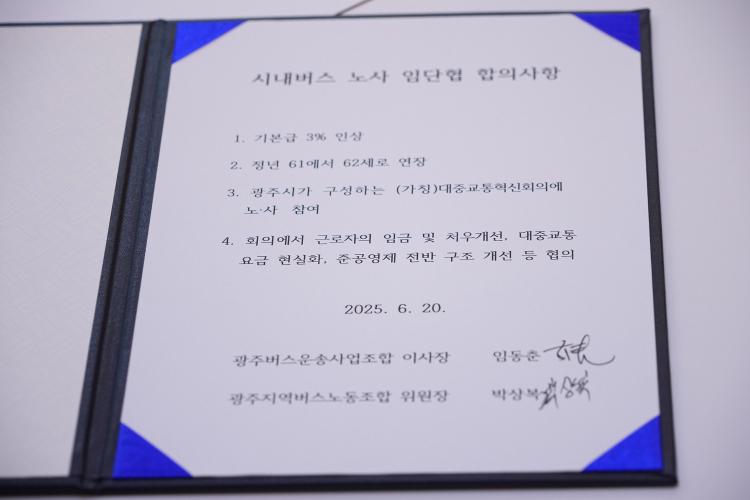 시내버스 노사 임단협 합의사항
1. 기본급 3% 인상
2. 정년 61에서 62세로 연장
3. 광주시가 구성하는 (가칭)대중교통혁신회의에
노·사 참여
4. 회의에서 근로자의 임금 및 처우개선, 대중교통
요금 현실화, 준공영제 전반 구조 개선 등 협의
2025. 6. 20.
광주버스운송사업조합 이사장 임동춘
광주지역버스노동조합 위원장 박상복